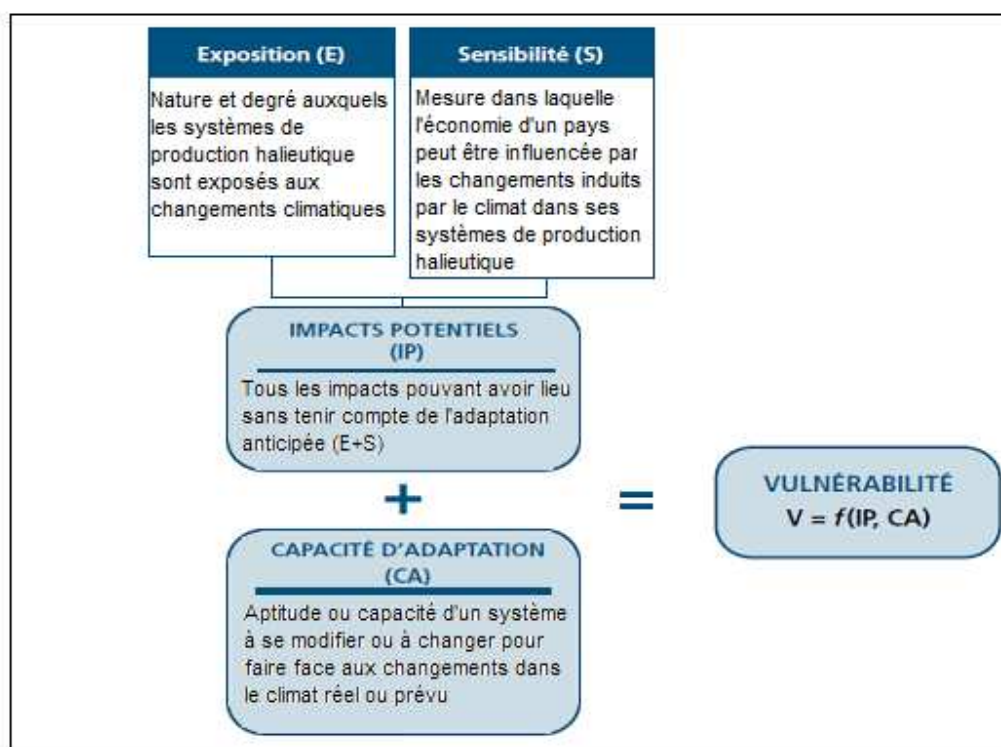 Exposition (E)
Nature et degré auxquels
les systèmes de
production halieutique
sont exposés aux
changements climatiques
Sensibilité (S)
Mesure dans laquelle
l'économie d'un pays
peut être influencée par
les changements induits
par le climat dans ses
systèmes de production
halieutique
IMPACTS POTENTIELS
(IP)
Tous les impacts pouvant avoir lieu
sans tenir compte de l'adaptation
anticipée (E+S)
+
CAPACITÉ D'ADAPTATION
(CA)
Aptitude ou capacité d'un système
à se modifier ou à changer pour
faire face aux changements dans
le climat réel ou prévu
=
VULNÉRABILITÉ
V = f(IP, CA)